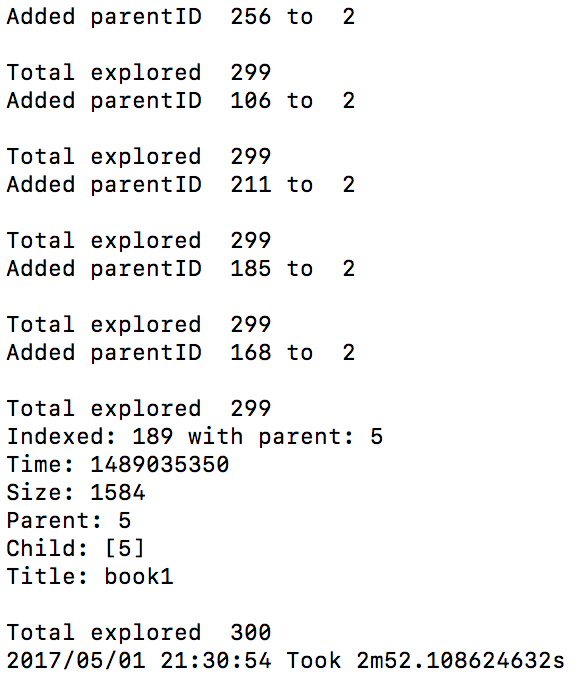 Added parentID  256 to  2

Total explored  299
Added parentID  106 to  2

Total explored  299
Added parentID  211 to  2

Total explored  299
Added parentID  185 to  2

Total explored  299
Added parentID  168 to  2

Total explored  299
Indexed: 189 with parent: 5
Time: 1489035350
Size: 1584
Parent: 5
Child: [5]
Title: book1

Total explored  300
2017/05/01 21:30:54 Took 2m52.108624632s